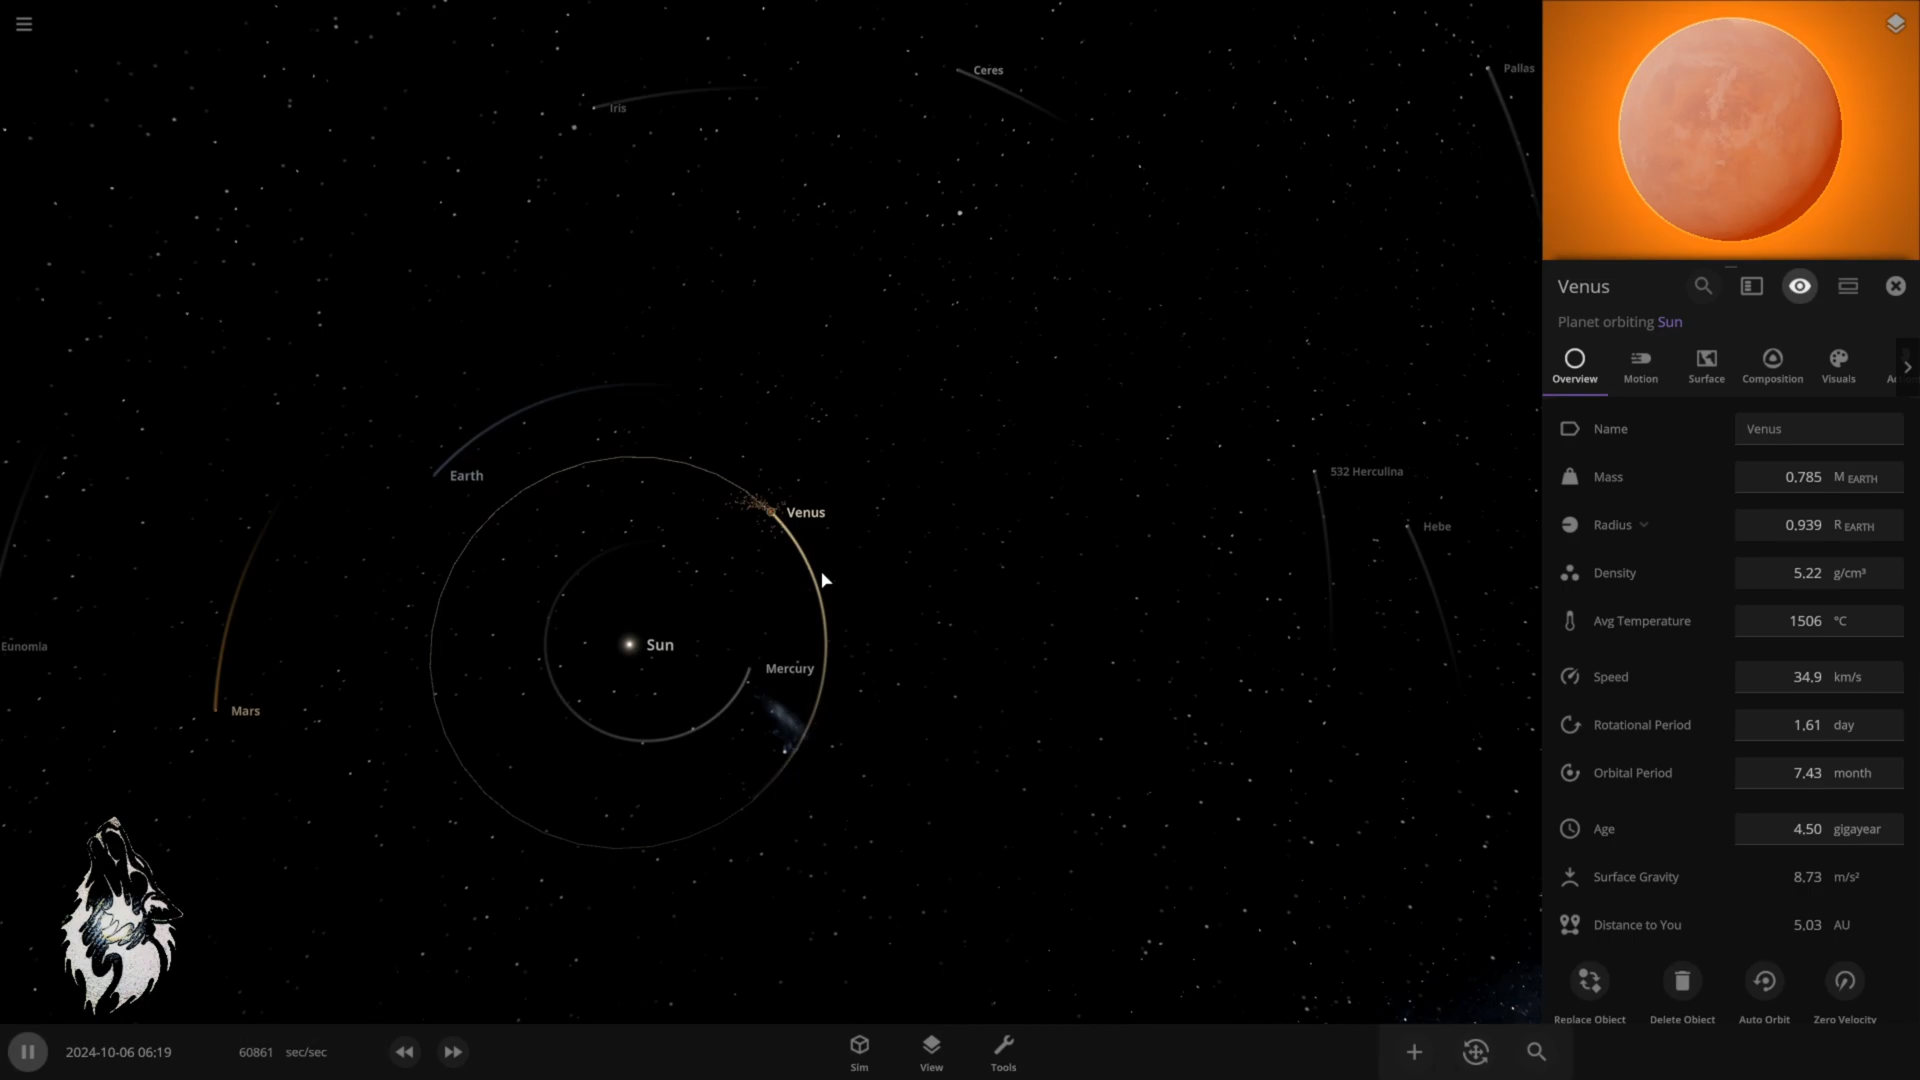 Iris
Ceres
Pallas
Earth
Venus
532 Herculina
Hebe
Sun
Eunomia
Mercury
Mars
Venus
Planet orbiting Sun
Overview
Motion
Surface
Composition
Visuals
Name Venus
Mass 0.785 M EARTH
Radius 0.939 R EARTH
Density 5.22 g/cm³
Avg Temperature 1506 °C
Speed 34.9 km/s
Rotational Period 1.61 day
Orbital Period 7.43 month
Age 4.50 gigayear
Surface Gravity 8.73 m/s²
Distance to You 5.03 AU
Replace Object
Delete Object
Auto Orbit
Zero Velocity
2024-10-06 06:19
60861 sec/sec
Sim
View
Tools